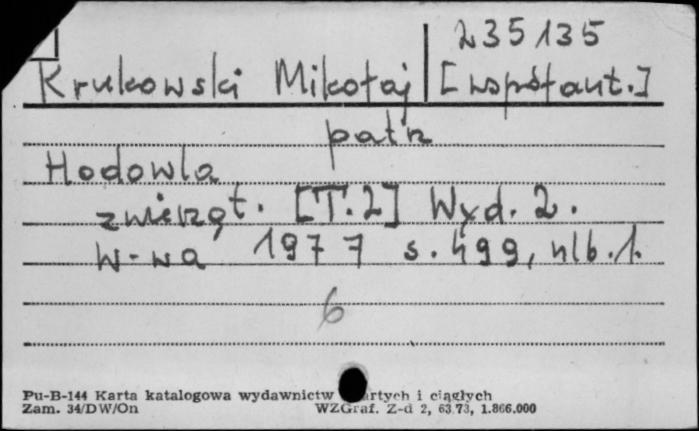 235135
Krukowski Mikołaj [współaut.]
patrz
Hodowla
zwierząt. [T.2] Wyd. 2.
W-wa 1977 s. 499, nlb. 1.
6
Pu-B-144 Karta katalogowa wydawnictw artych i ciągłych
Zam. 34/DW/On WZGraf. Z-d 2, 63,73, 1.866.000